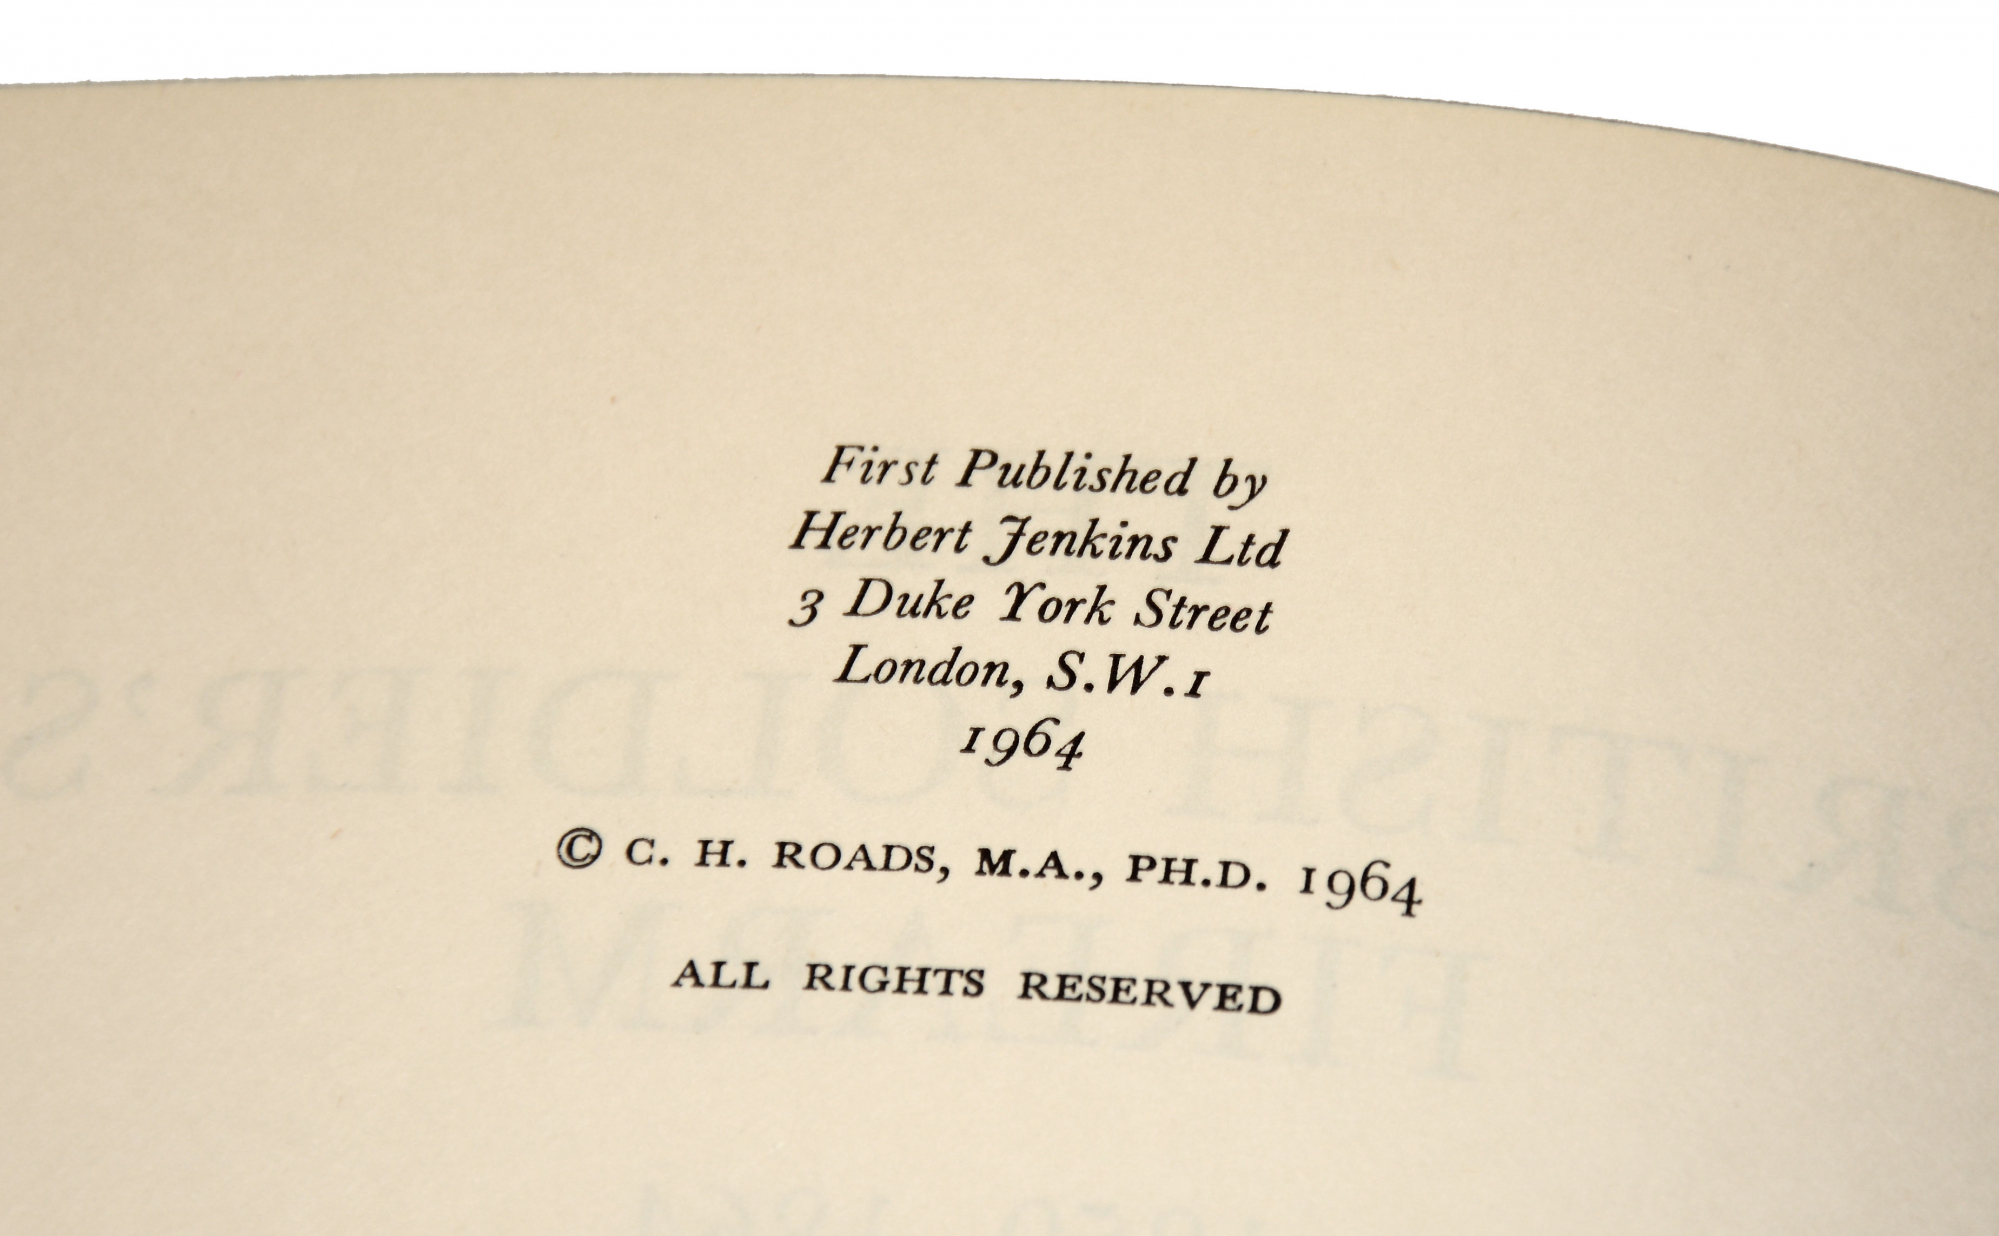 First Published by
Herbert Jenkins Ltd
3 Duke York Street
London, S.W.1
1964
© C. H. ROADS, M.A., PH.D. 1964
ALL RIGHTS RESERVED